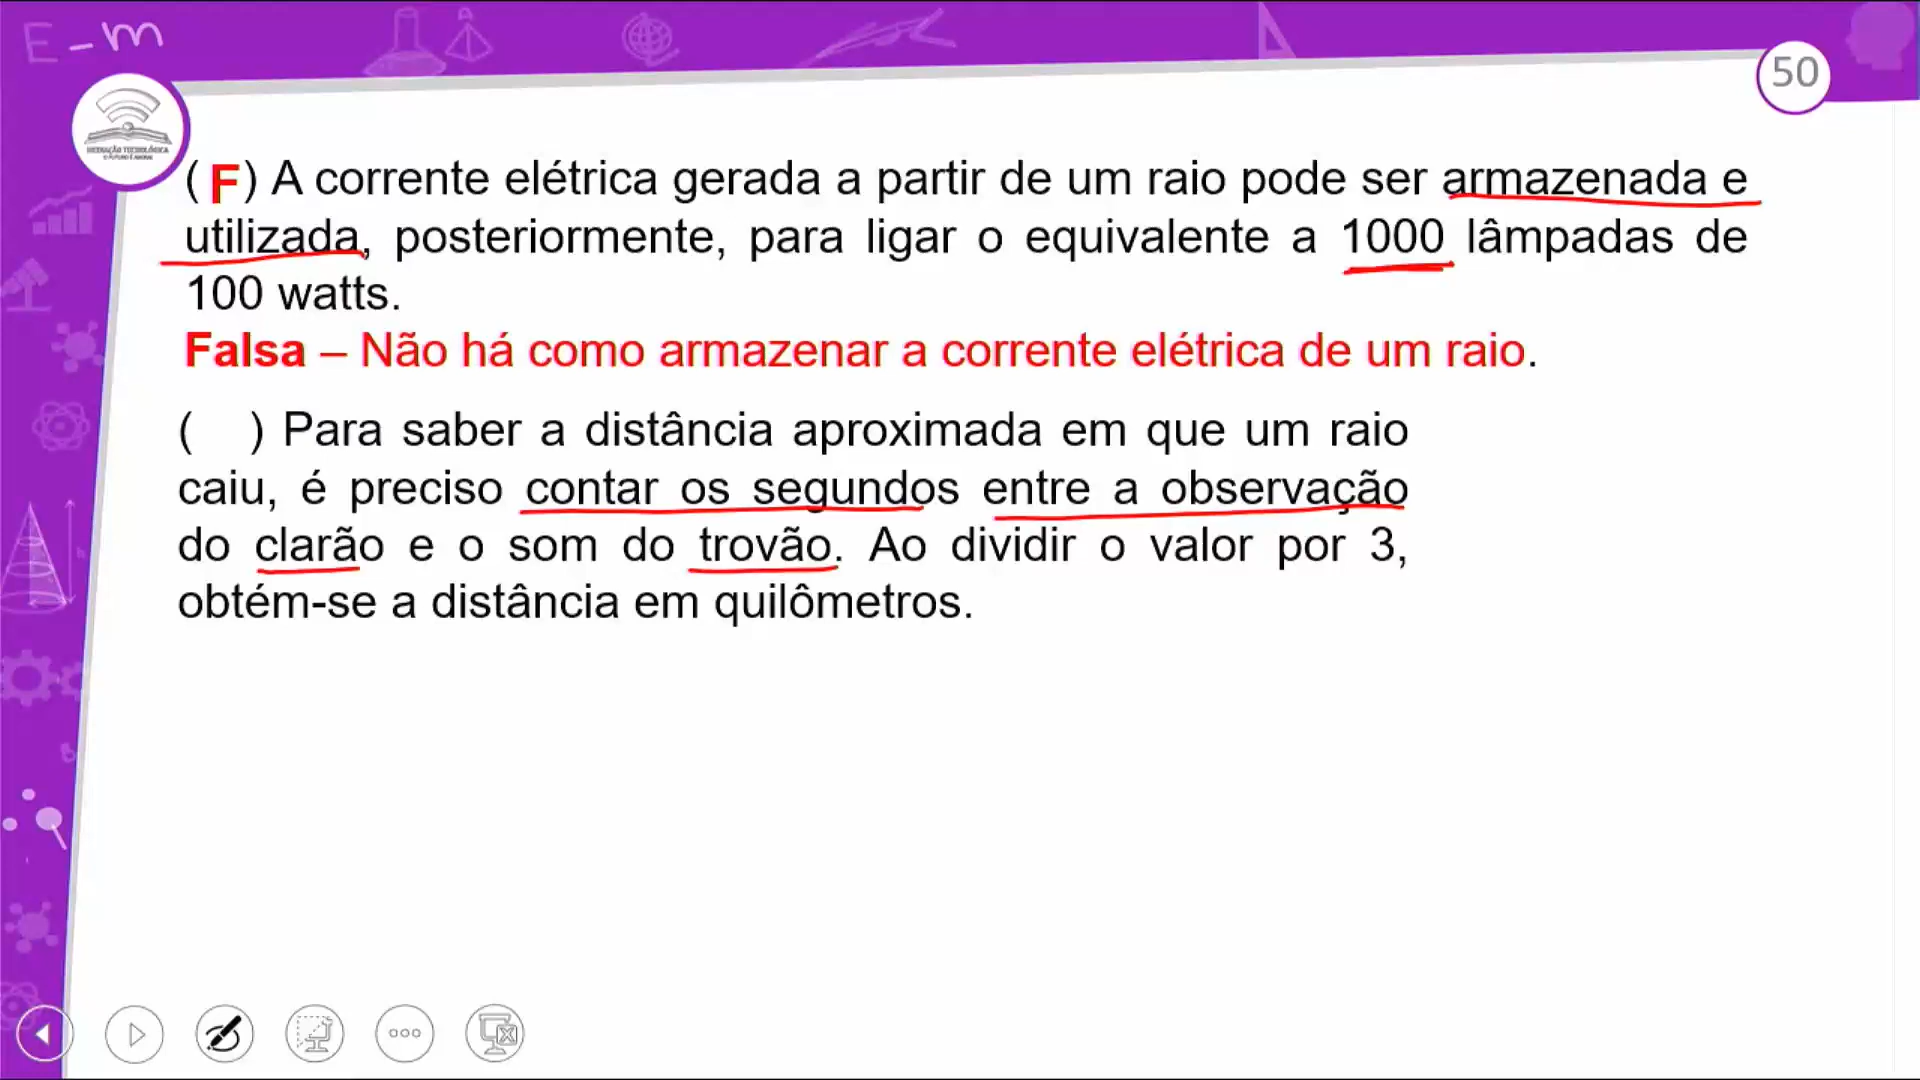 E-m
50
MEDIAÇÃO TECNOLÓGICA
( F ) A corrente elétrica gerada a partir de um raio pode ser armazenada e
utilizada, posteriormente, para ligar o equivalente a 1000 lâmpadas de
100 watts.
Falsa – Não há como armazenar a corrente elétrica de um raio.
( ) Para saber a distância aproximada em que um raio
caiu, é preciso contar os segundos entre a observação
do clarão e o som do trovão. Ao dividir o valor por 3,
obtém-se a distância em quilômetros.